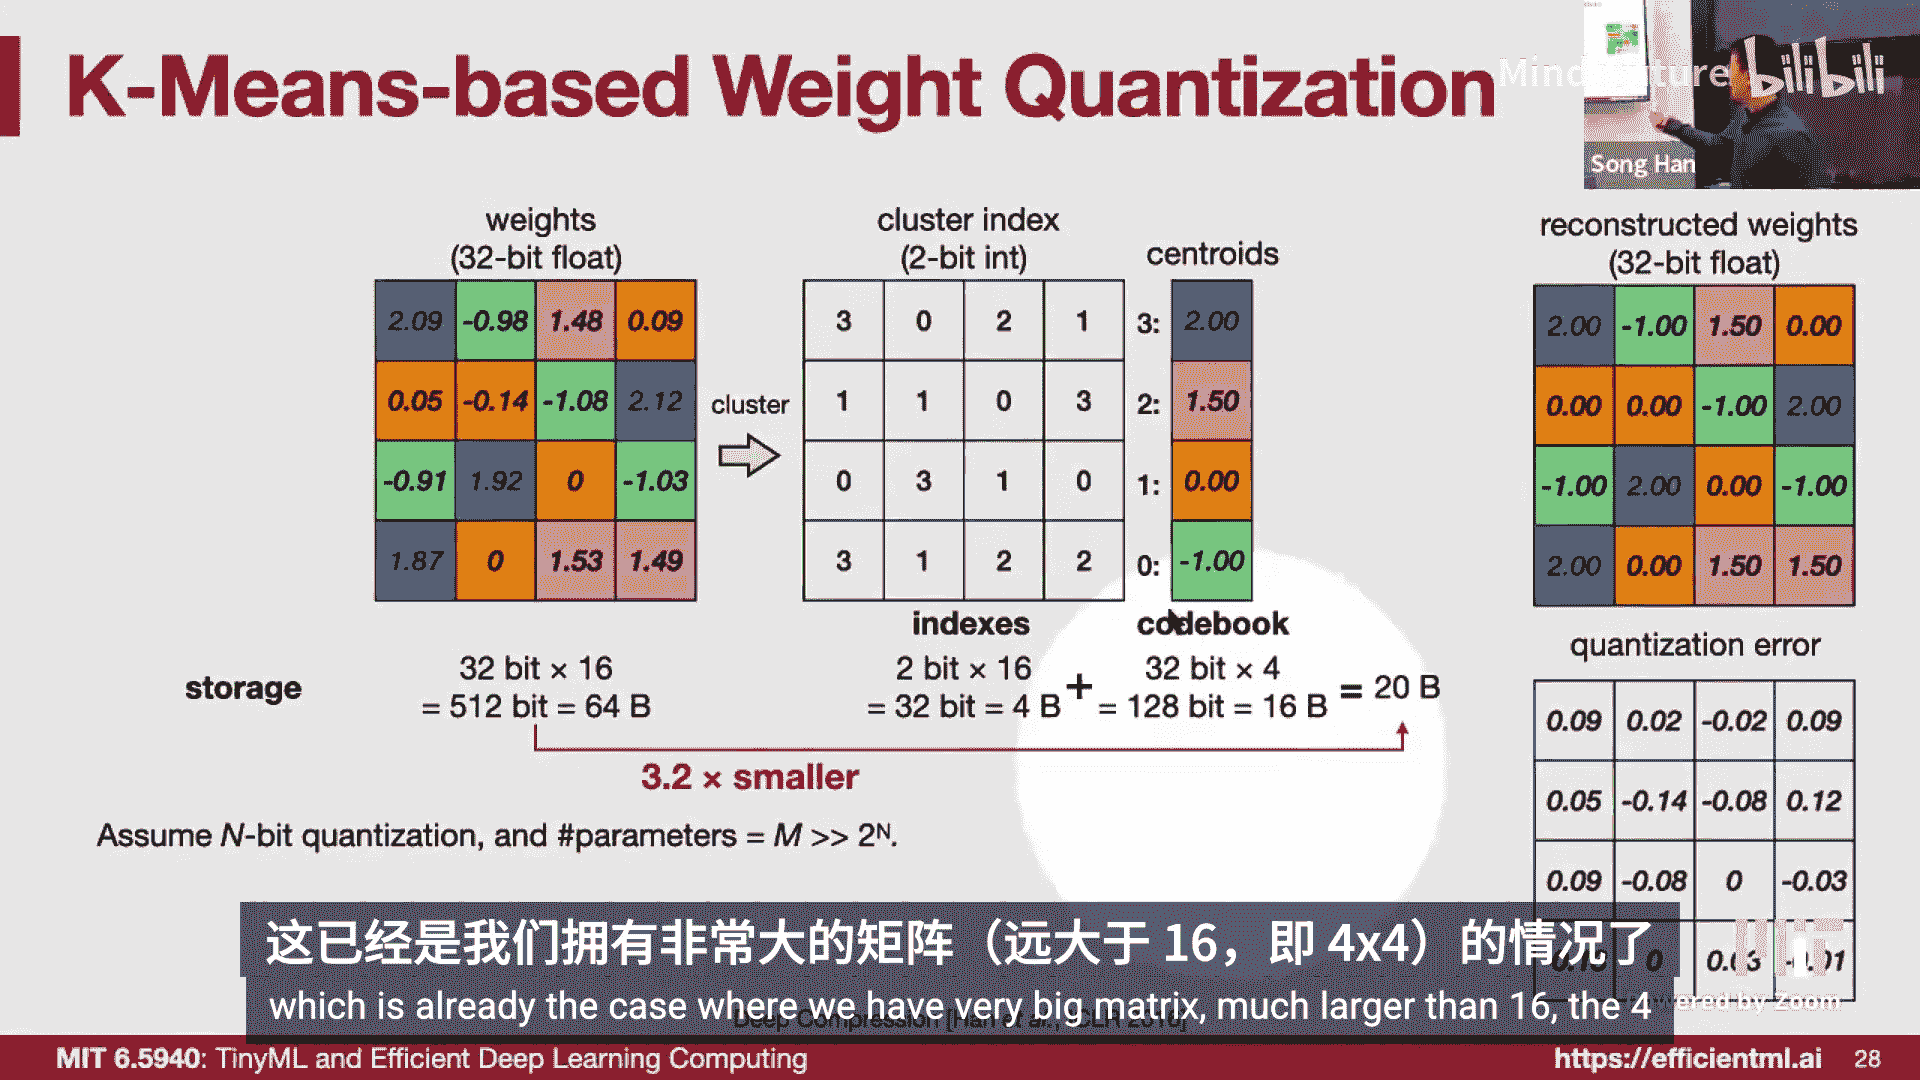 K-Means-based Weight Quantization
bilibili
Song Han
weights
(32-bit float)
cluster index
(2-bit int)
centroids
reconstructed weights
(32-bit float)
2.09 -0.98 1.48 0.09
0.05 -0.14 -1.08 2.12
-0.91 1.92 0 -1.03
1.87 0 1.53 1.49
cluster
3 0 2 1
1 1 0 3
0 3 1 0
3 1 2 2
3: 2.00
2: 1.50
1: 0.00
0: -1.00
2.00 -1.00 1.50 0.00
0.00 0.00 -1.00 2.00
-1.00 2.00 0.00 -1.00
2.00 0.00 1.50 1.50
indexes
codebook
storage
32 bit × 16
= 512 bit = 64 B
2 bit × 16
= 32 bit = 4 B
+
32 bit × 4
= 128 bit = 16 B
= 20 B
3.2 × smaller
quantization error
0.09 0.02 -0.02 0.09
0.05 -0.14 -0.08 0.12
0.09 -0.08 0 -0.03
Assume N-bit quantization, and #parameters = M >> 2ᴺ.
这已经是我们拥有非常大的矩阵（远大于 16，即 4x4）的情况了
which is already the case where we have very big matrix, much larger than 16, the 4
MIT 6.5940: TinyML and Efficient Deep Learning Computing
https://efficientml.ai
28